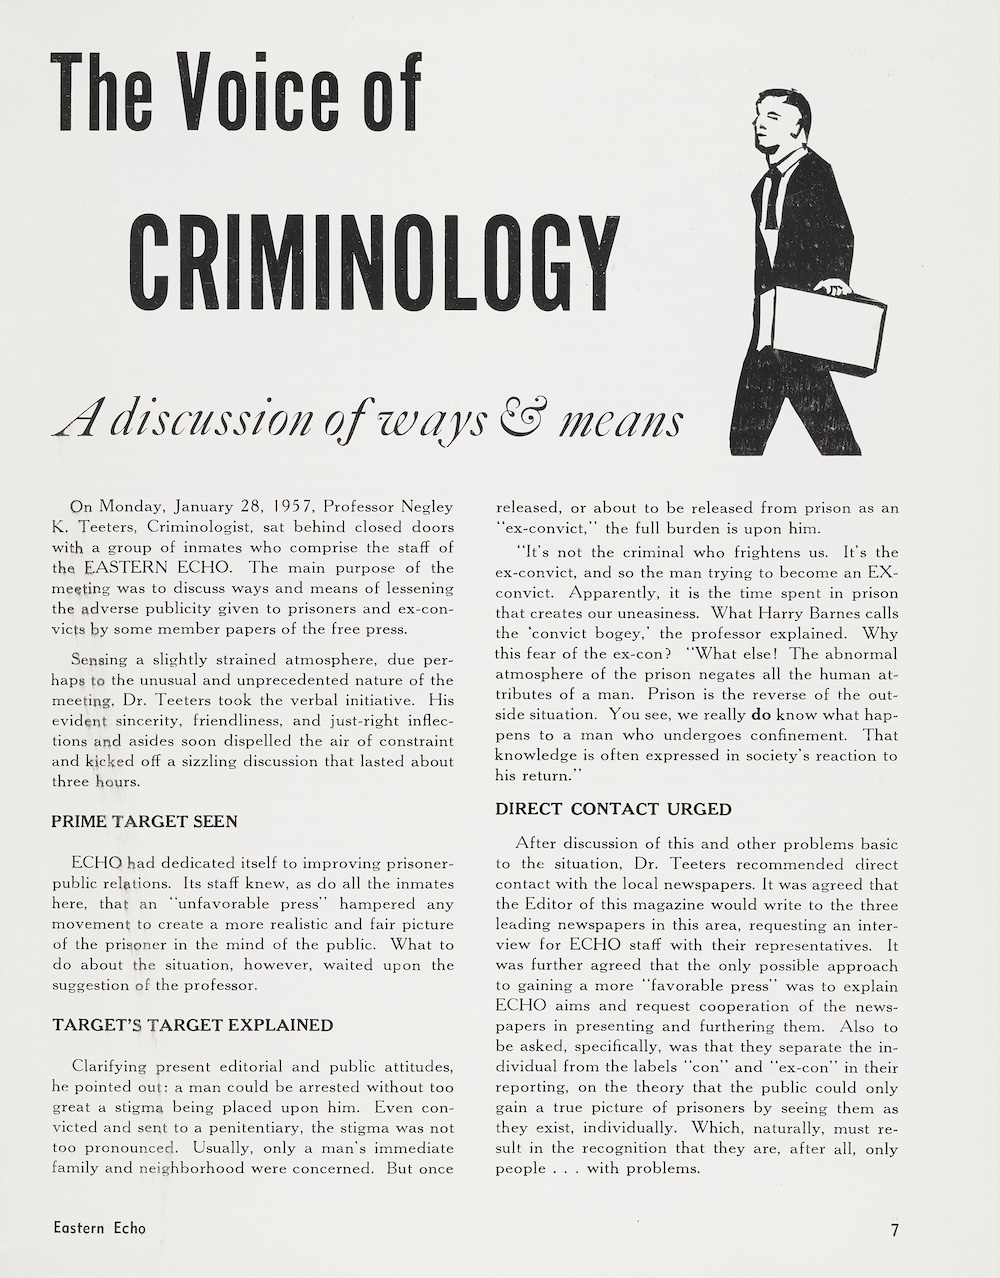 The Voice of
CRIMINOLOGY
A discussion of ways & means
On Monday, January 28, 1957, Professor Negley
K. Teeters, Criminologist, sat behind closed doors
with a group of inmates who comprise the staff of
the EASTERN ECHO. The main purpose of the
meeting was to discuss ways and means of lessening
the adverse publicity given to prisoners and ex-con-
victs by some member papers of the free press.
Sensing a slightly strained atmosphere, due per-
haps to the unusual and unprecedented nature of the
meeting, Dr. Teeters took the verbal initiative. His
evident sincerity, friendliness, and just-right inflec-
tions and asides soon dispelled the air of constraint
and kicked off a sizzling discussion that lasted about
three hours.
PRIME TARGET SEEN
ECHO had dedicated itself to improving prisoner-
public relations. Its staff knew, as do all the inmates
here, that an "unfavorable press" hampered any
movement to create a more realistic and fair picture
of the prisoner in the mind of the public. What to
do about the situation, however, waited upon the
suggestion of the professor.
TARGET'S TARGET EXPLAINED
Clarifying present editorial and public attitudes,
he pointed out: a man could be arrested without too
great a stigma being placed upon him. Even con-
victed and sent to a penitentiary, the stigma was not
too pronounced. Usually, only a man's immediate
family and neighborhood were concerned. But once
released, or about to be released from prison as an
"ex-convict," the full burden is upon him.
"It's not the criminal who frightens us. It's the
ex-convict, and so the man trying to become an EX-
convict. Apparently, it is the time spent in prison
that creates our uneasiness. What Harry Barnes calls
the 'convict bogey,' the professor explained. Why
this fear of the ex-con? "What else! The abnormal
atmosphere of the prison negates all the human at-
tributes of a man. Prison is the reverse of the out-
side situation. You see, we really do know what hap-
pens to a man who undergoes confinement. That
knowledge is often expressed in society's reaction to
his return."
DIRECT CONTACT URGED
After discussion of this and other problems basic
to the situation, Dr. Teeters recommended direct
contact with the local newspapers. It was agreed that
the Editor of this magazine would write to the three
leading newspapers in this area, requesting an inter-
view for ECHO staff with their representatives. It
was further agreed that the only possible approach
to gaining a more "favorable press" was to explain
ECHO aims and request cooperation of the news-
papers in presenting and furthering them. Also to
be asked, specifically, was that they separate the in-
dividual from the labels "con" and "ex-con" in their
reporting, on the theory that the public could only
gain a true picture of prisoners by seeing them as
they exist, individually. Which, naturally, must re-
sult in the recognition that they are, after all, only
people . . . with problems.
Eastern Echo
7